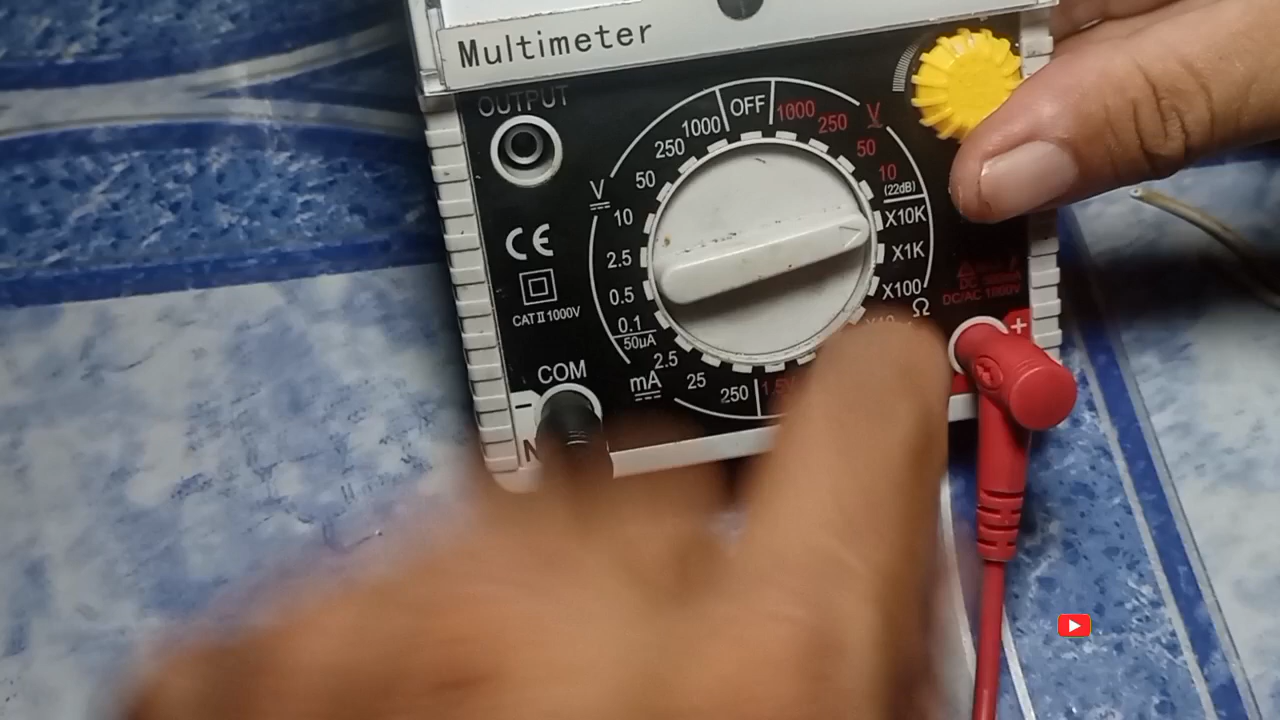 Multimeter
OUTPUT
OFF
1000
250
50
10
2.5
0.5
0.1
50µA
V
1000
250
50
10
(22dB)
V
X10K
X1K
X100
Ω
2.5
25
250
mA
CE
CAT II 1000V
COM
-
+
DC/AC 1000V